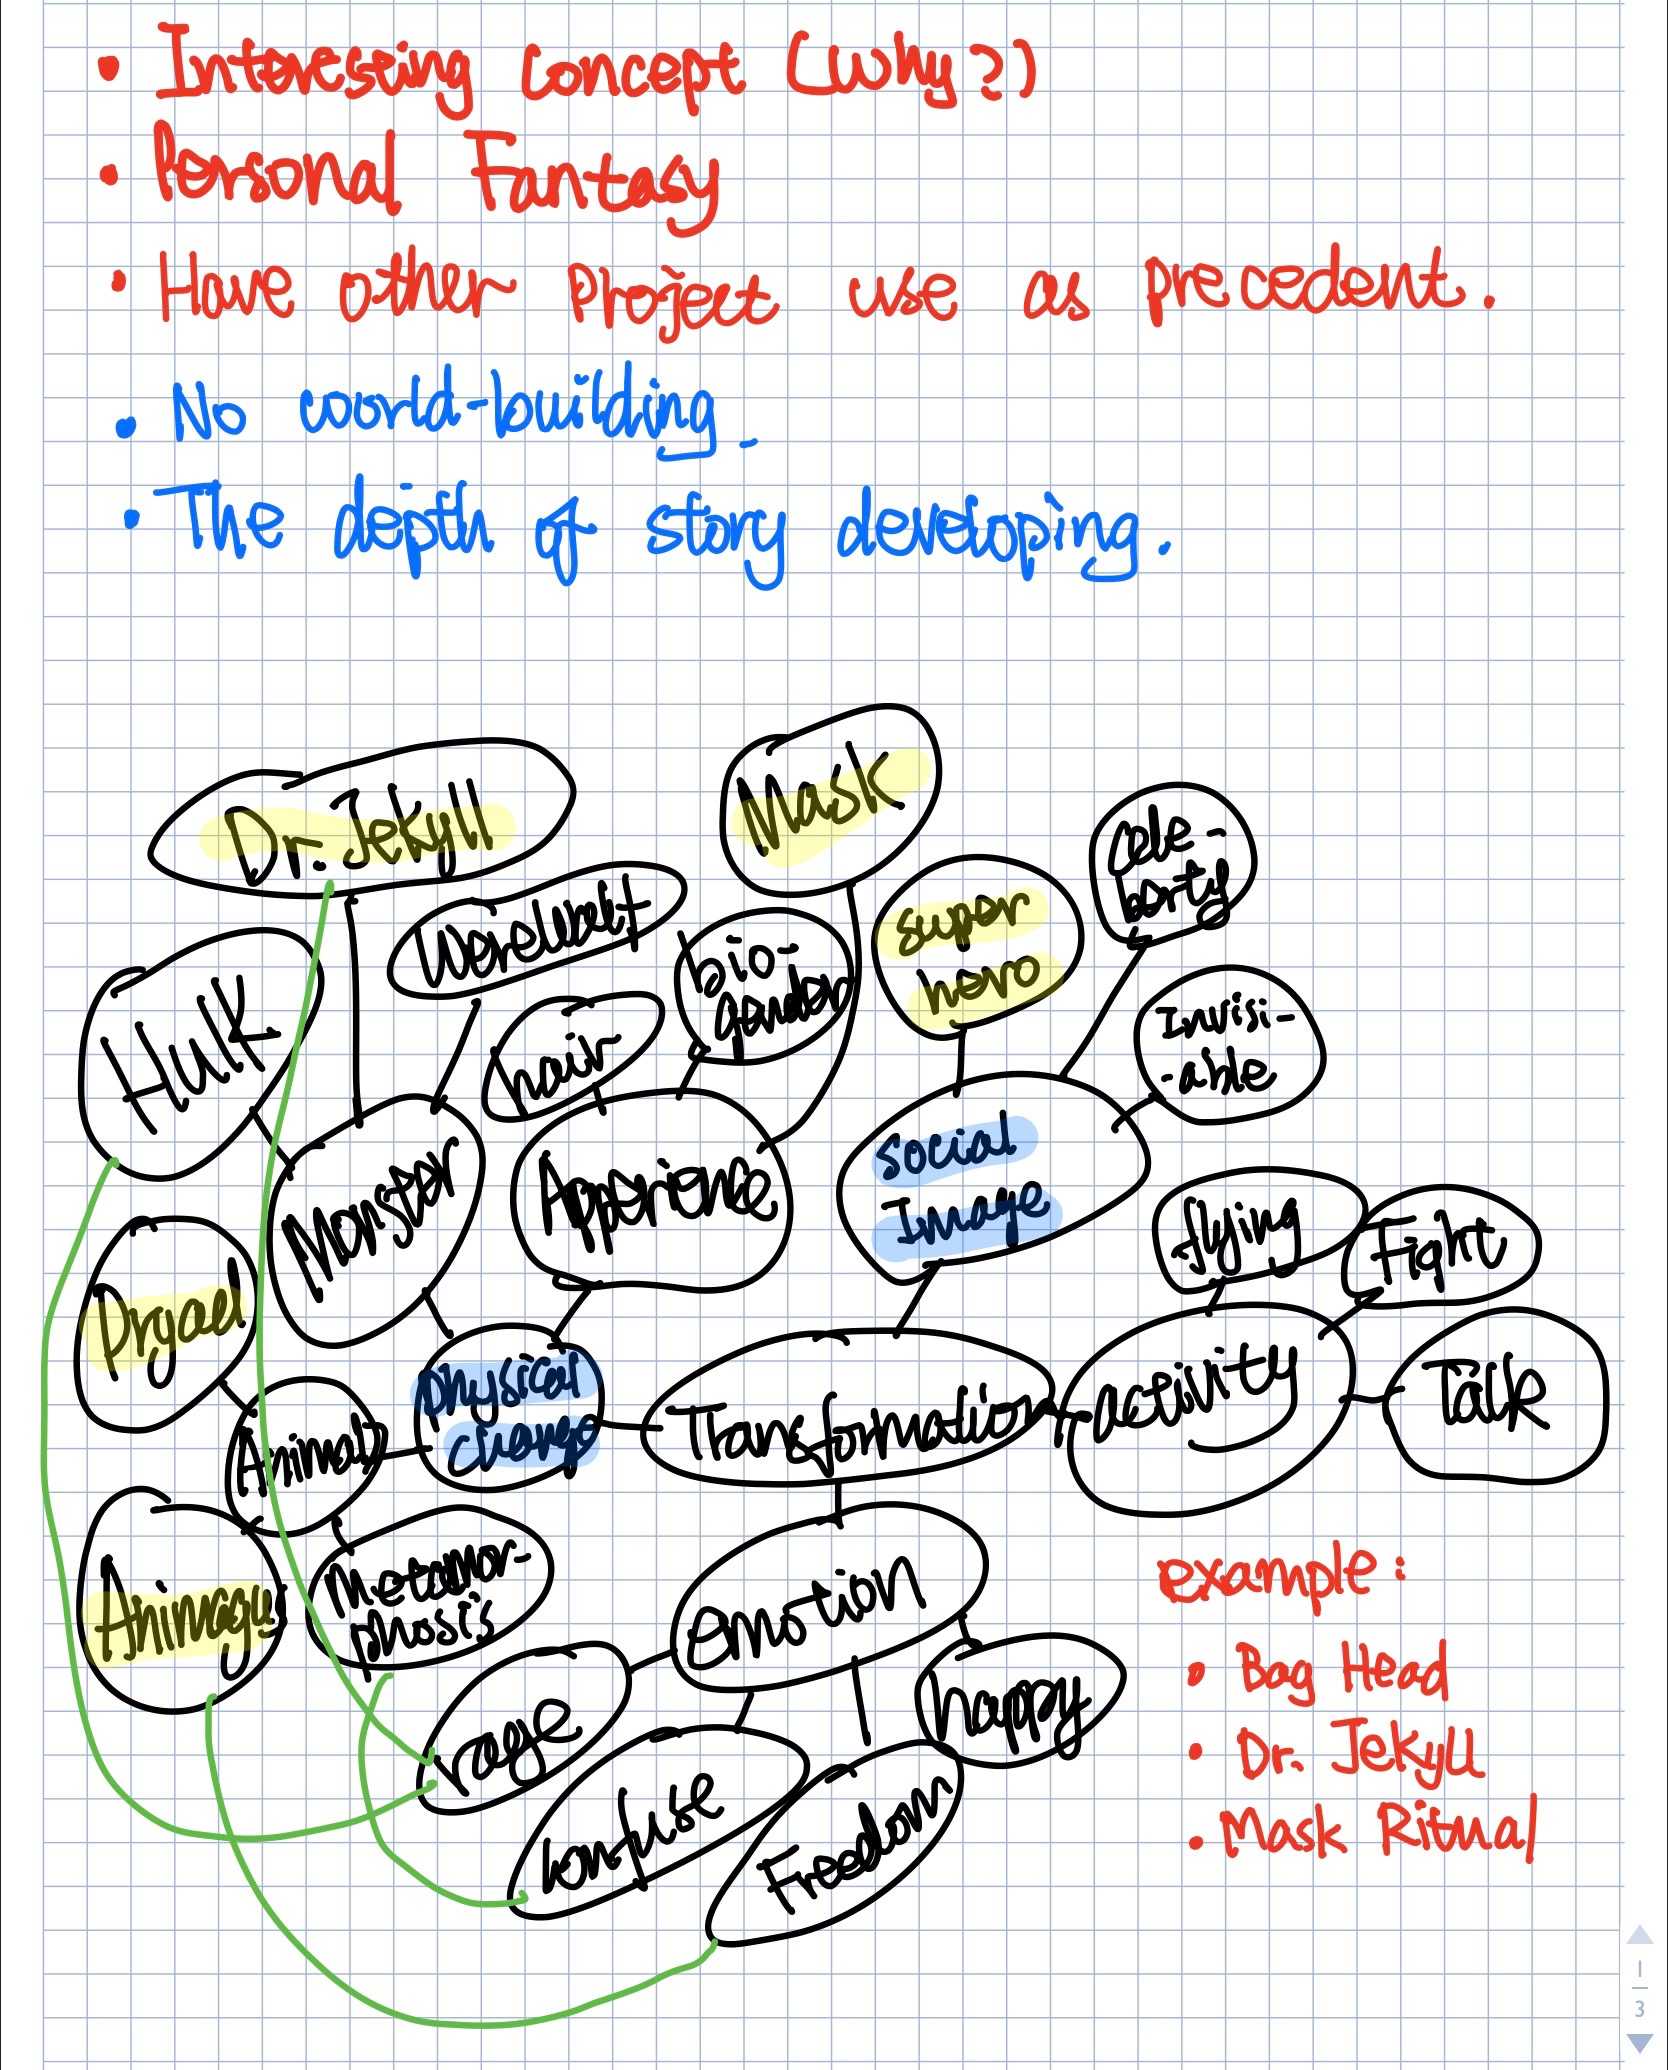 • Interesting concept (Why?)
• Personal Fantasy
• Have other Project use as precedent.
• No world-building.
• The depth of story developing.
Dr. Jekyll
Mask
Cele-
borty
Werewolf
super
hero
bio-
gender
Hulk
hair
Invisi-
-able
Monster
Apperience
social
Image
flying
Fight
physical
change
Transformation
activity
Talk
Animal
Animagus
Metamor-
phosis
emotion
happy
rage
confuse
Freedom
example:
• Bag Head
• Dr. Jekyll
• Mask Ritual
1
3